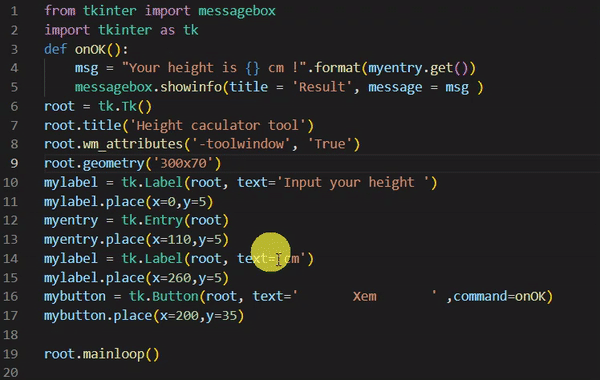 1 from tkinter import messagebox
2 import tkinter as tk
3 def onOK():
4 msg = "Your height is {} cm !".format(myentry.get())
5 messagebox.showinfo(title = 'Result', message = msg )
6 root = tk.Tk()
7 root.title('Height caculator tool')
8 root.wm_attributes('-toolwindow', 'True')
9 root.geometry('300x70')
10 mylabel = tk.Label(root, text='Input your height ')
11 mylabel.place(x=0,y=5)
12 myentry = tk.Entry(root)
13 myentry.place(x=110,y=5)
14 mylabel = tk.Label(root, text='cm')
15 mylabel.place(x=260,y=5)
16 mybutton = tk.Button(root, text='       Xem       ' ,command=onOK)
17 mybutton.place(x=200,y=35)
18
19 root.mainloop()
20